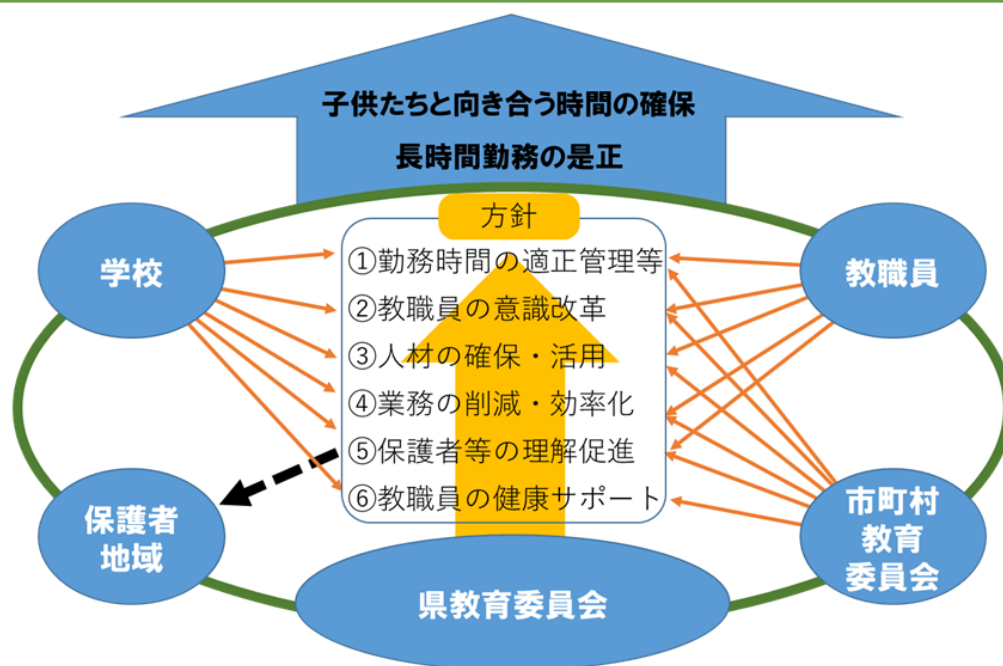 子供たちと向き合う時間の確保
長時間勤務の是正
方針
①勤務時間の適正管理等
②教職員の意識改革
③人材の確保・活用
④業務の削減・効率化
⑤保護者等の理解促進
⑥教職員の健康サポート
学校
教職員
保護者
地域
市町村
教育
委員会
県教育委員会